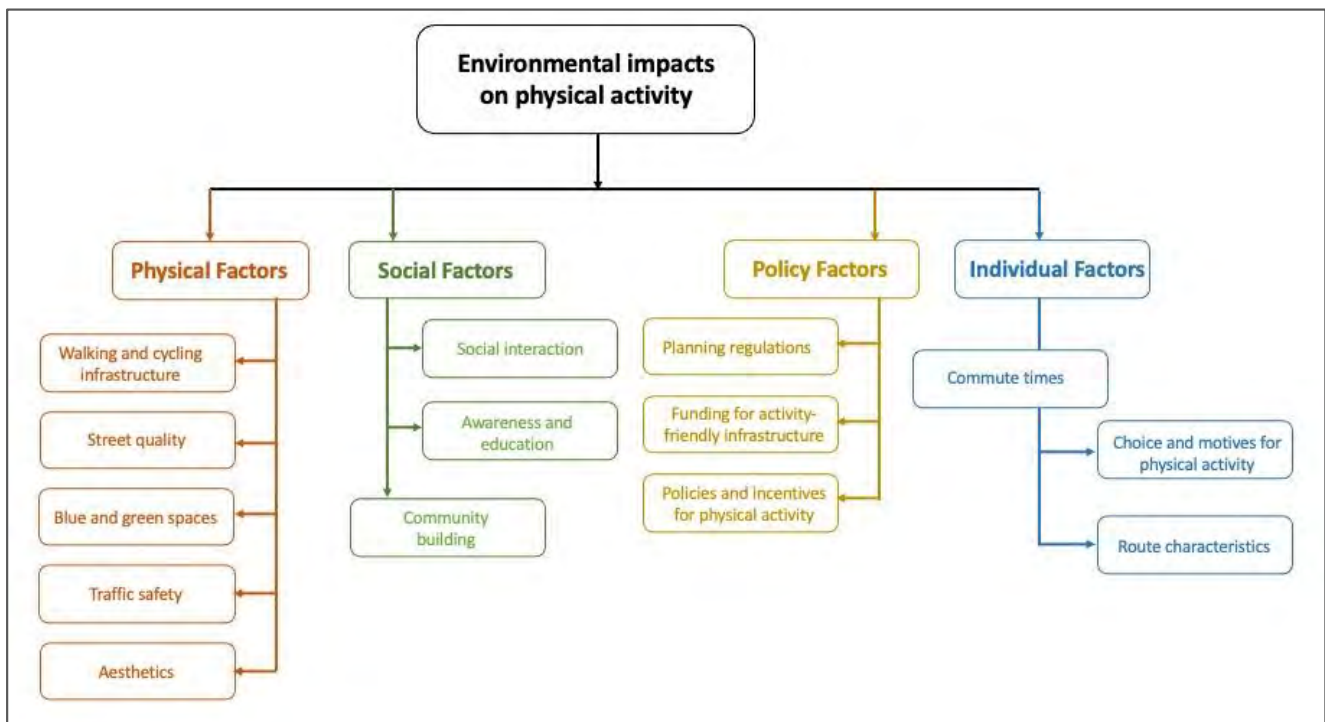 Environmental impacts
on physical activity
Physical Factors
Walking and cycling
infrastructure
Street quality
Blue and green spaces
Traffic safety
Aesthetics
Social Factors
Social interaction
Awareness and
education
Community
building
Policy Factors
Planning regulations
Funding for activity-
friendly infrastructure
Policies and incentives
for physical activity
Individual Factors
Commute times
Choice and motives for
physical activity
Route characteristics